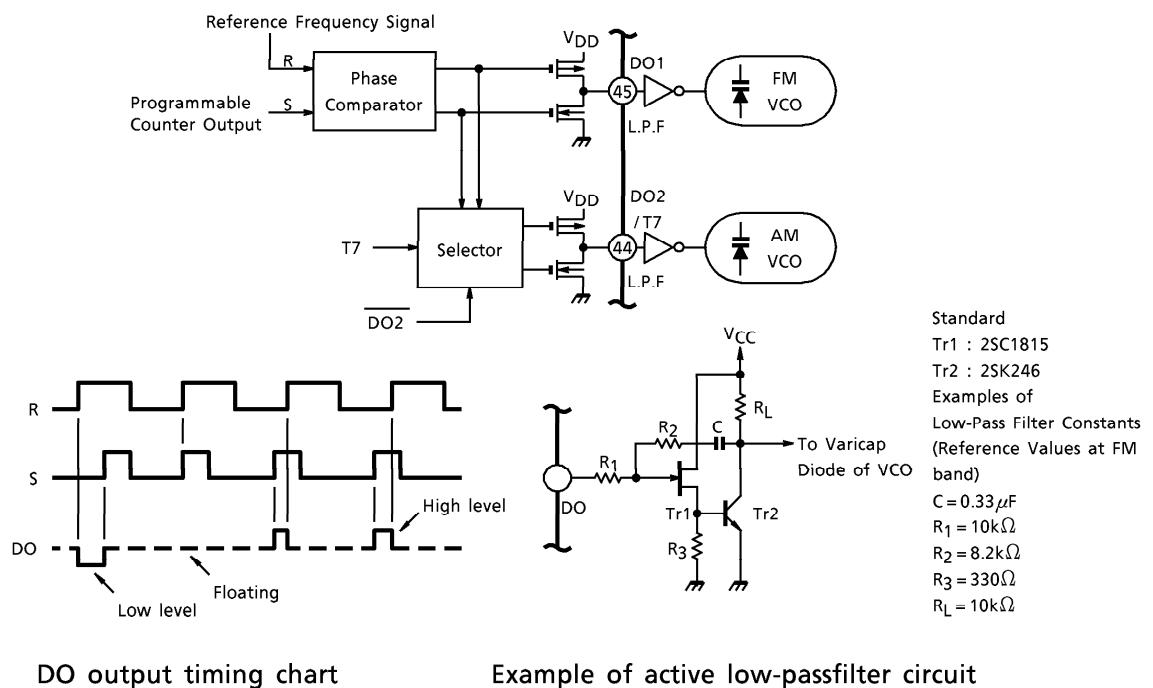 Reference Frequency Signal
R
Phase
Comparator
Programmable
Counter Output
S
VDD
DO1
45
L.P.F
FM
VCO
VDD
DO2
/T7
44
L.P.F
AM
VCO
T7
Selector
DO2
R
S
DO
High level
Floating
Low level
VCC
RL
R2
C
To Varicap
Diode of VCO
R1
DO
Tr1
Tr2
R3
Standard
Tr1 : 2SC1815
Tr2 : 2SK246
Examples of
Low-Pass Filter Constants
(Reference Values at FM
band)
C = 0.33 μF
R1 = 10kΩ
R2 = 8.2kΩ
R3 = 330Ω
RL = 10kΩ
DO output timing chart
Example of active low-passfilter circuit